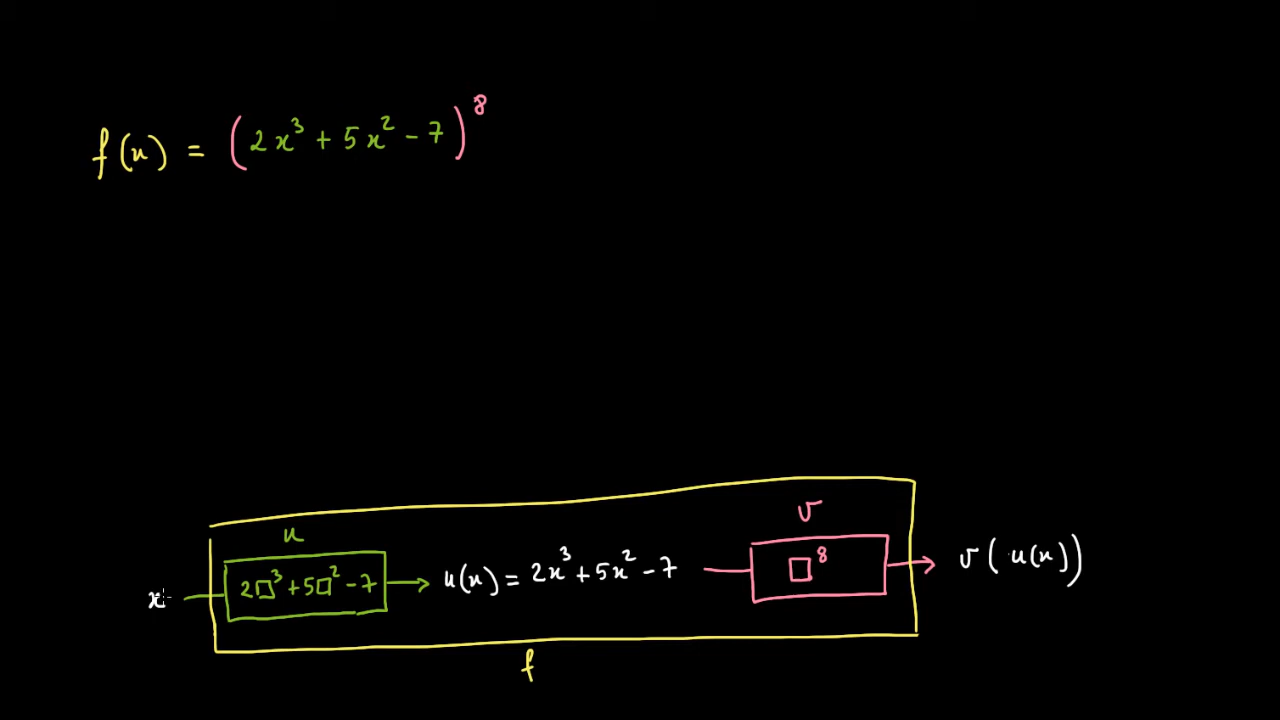 f(x) = (2x³ + 5x² - 7)⁸
u
v
x
2□³ + 5□² - 7
u(x) = 2x³ + 5x² - 7
□⁸
v(u(x))
f